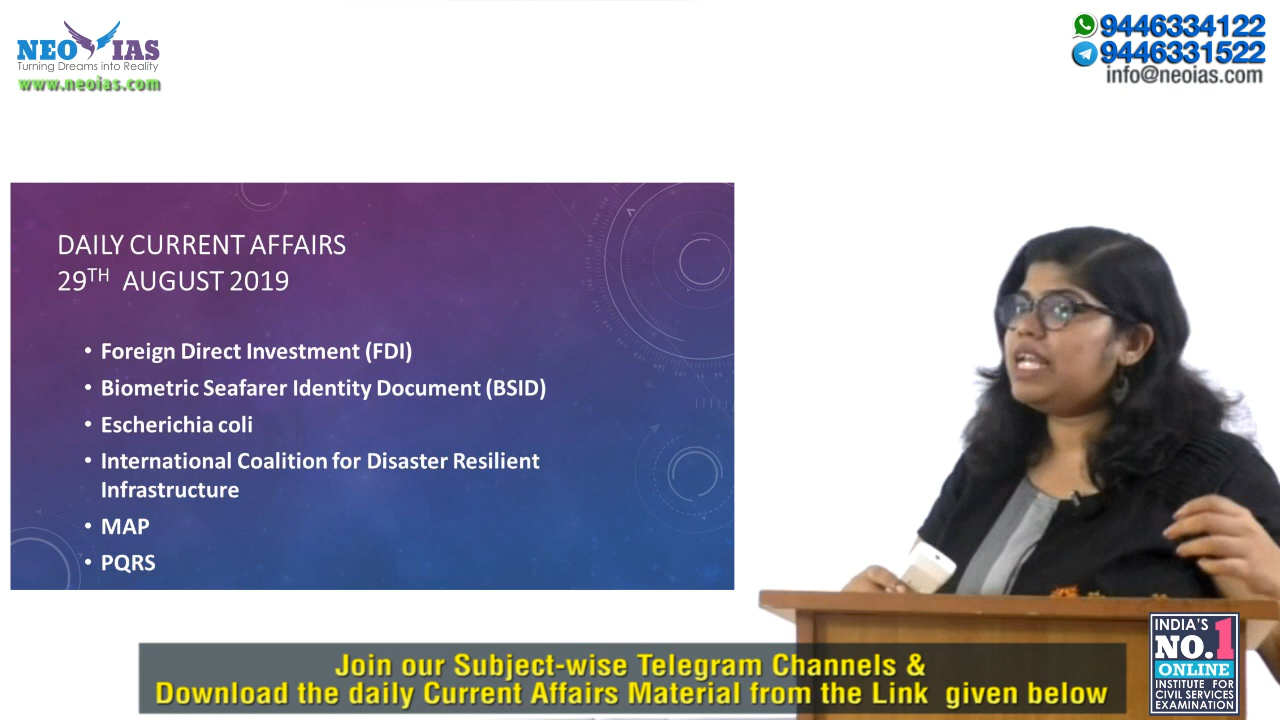 NEO IAS
Turning Dreams into Reality
www.neoias.com
9446334122
9446331522
info@neoias.com
DAILY CURRENT AFFAIRS
29TH AUGUST 2019
• Foreign Direct Investment (FDI)
• Biometric Seafarer Identity Document (BSID)
• Escherichia coli
• International Coalition for Disaster Resilient
Infrastructure
• MAP
• PQRS
Join our Subject-wise Telegram Channels &
Download the daily Current Affairs Material from the Link given below
INDIA'S
NO.1
ONLINE
INSTITUTE FOR
CIVIL SERVICES
EXAMINATION